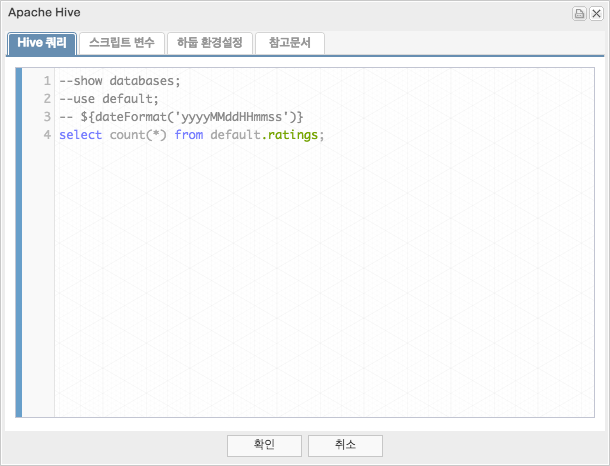 Apache Hive
Hive 쿼리 스크립트 변수 하둡 환경설정 참고문서
1 --show databases;
2 --use default;
3 -- ${dateFormat('yyyyMMddHHmmss')}
4 select count(*) from default.ratings;
확인 취소